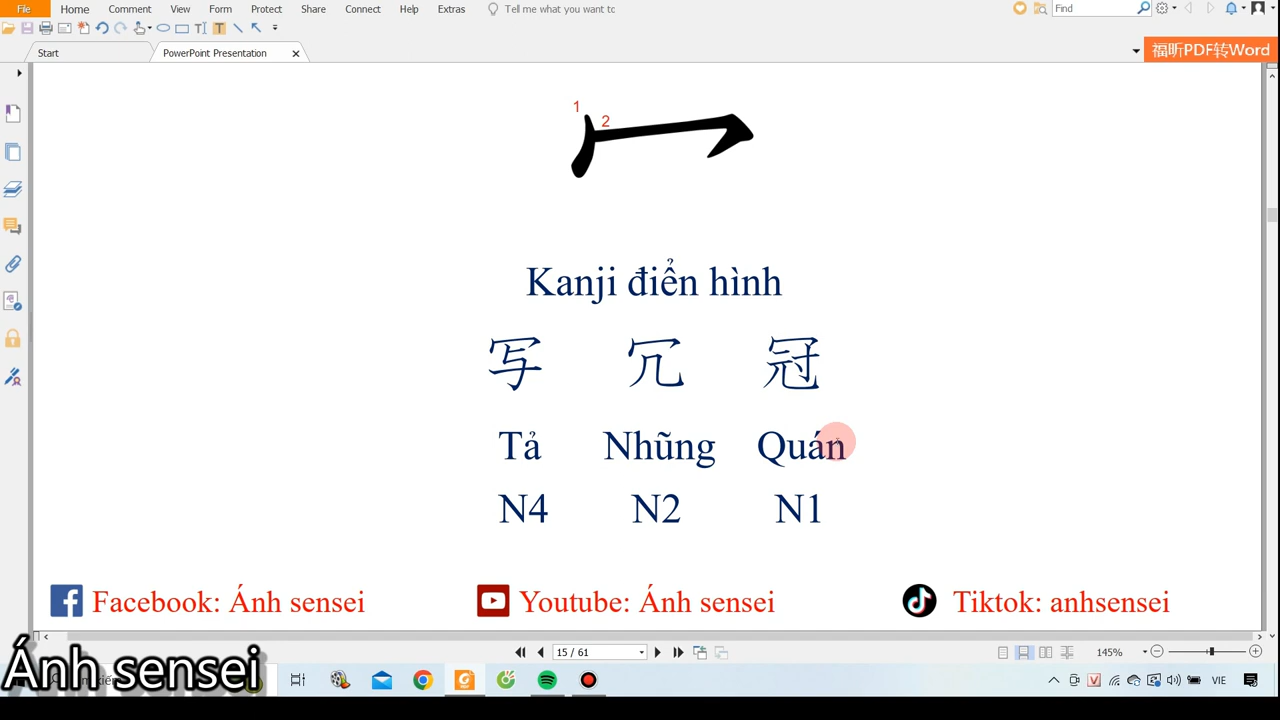 File Home Comment View Form Protect Share Connect Help Extras Tell me what you want to Find
Start PowerPoint Presentation 福昕PDF转Word
1
2
Kanji điển hình
写 冗 冠
Tả Nhũng Quán
N4 N2 N1
Facebook: Ánh sensei Youtube: Ánh sensei Tiktok: anhsensei
15 / 61 145%
Ánh sensei
VIE